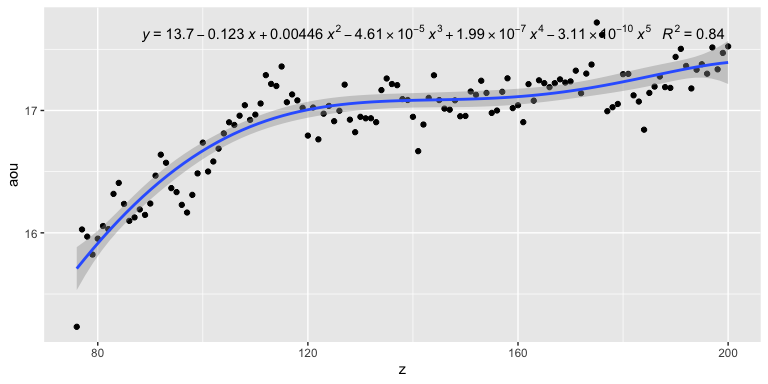 y = 13.7 − 0.123 x + 0.00446 x² − 4.61 × 10⁻⁵ x³ + 1.99 × 10⁻⁷ x⁴ − 3.11 × 10⁻¹⁰ x⁵ R² = 0.84
17
aou
16
80 120 160 200
z